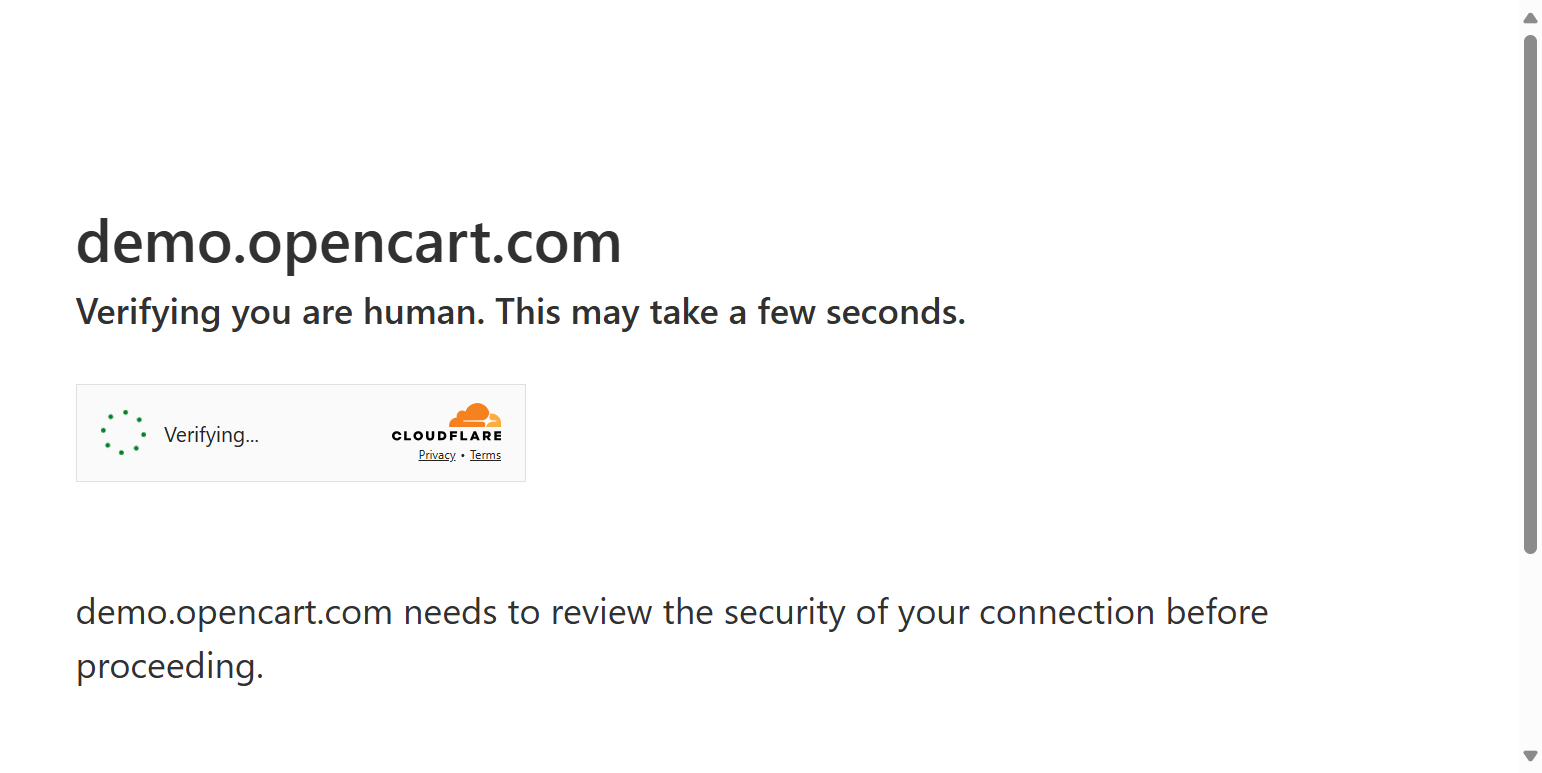 demo.opencart.com
Verifying you are human. This may take a few seconds.
Verifying...
CLOUDFLARE
Privacy • Terms
demo.opencart.com needs to review the security of your connection before
proceeding.